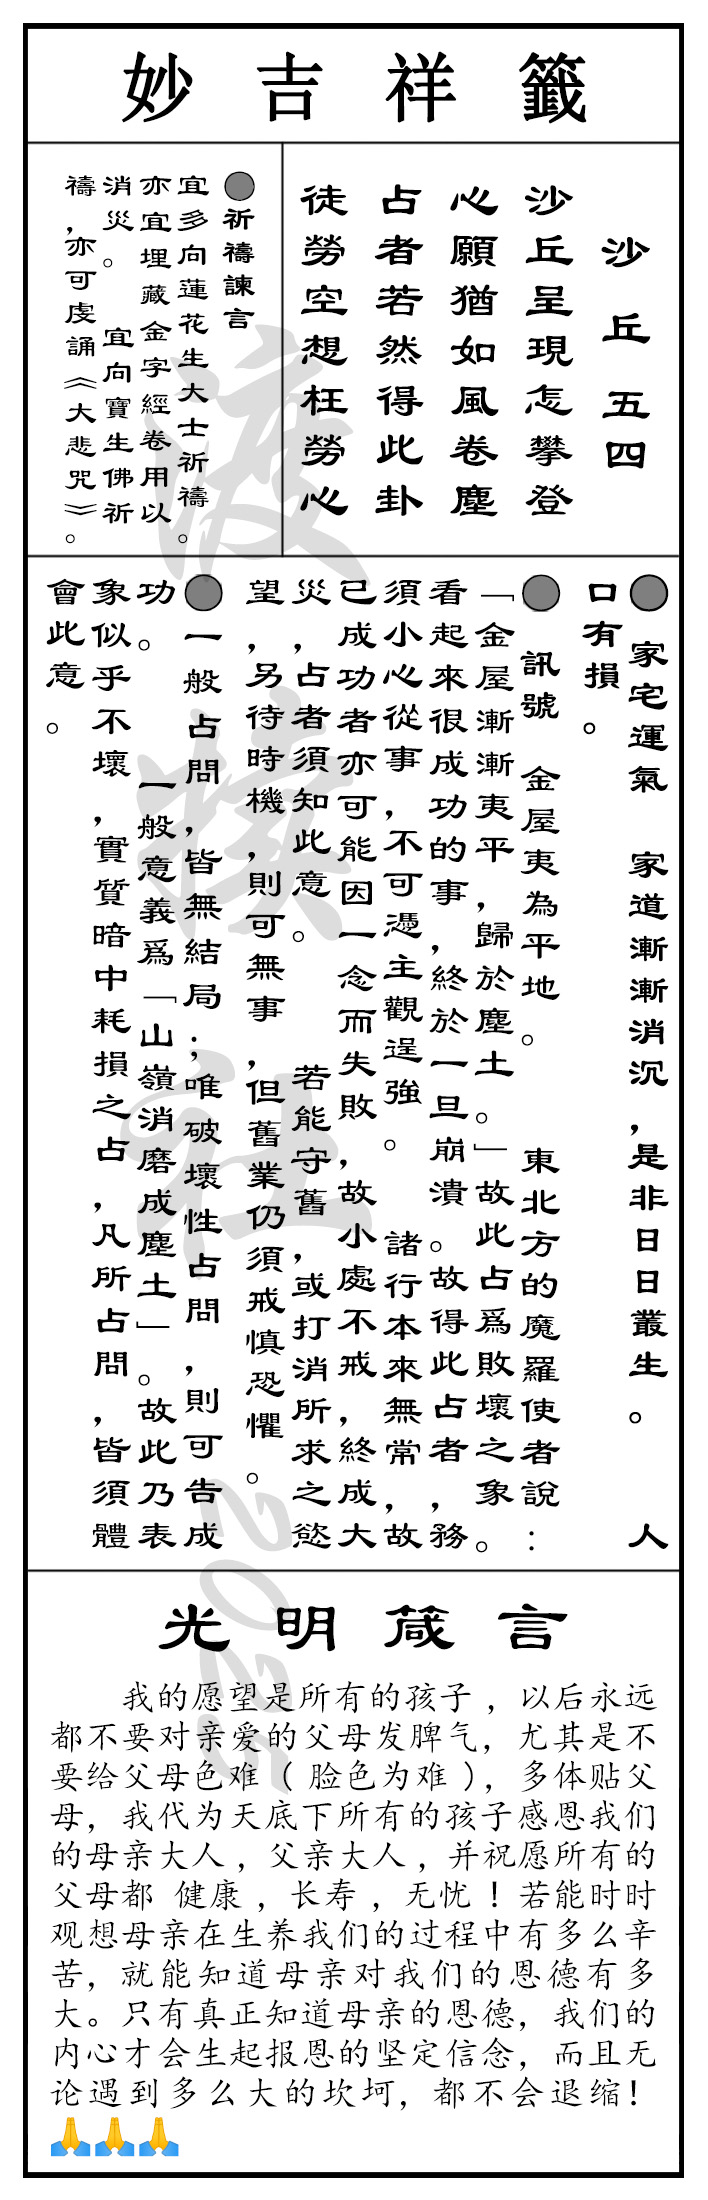 妙吉祥籤
沙丘 五四
沙丘呈現怎攀登
心願猶如風卷塵
占者若然得此卦
徒勞空想枉勞心
●祈禱諫言
宜多向蓮花生大士祈禱。
亦宜埋藏金字經卷用以
消災。 宜向寶生佛祈
禱，亦可虔誦《大悲咒》。
● 家宅運氣 家道漸漸消沉，是非日日叢生。 人
口有損。
● 訊號 金屋夷為平地。 東北方的魔羅使者說：
「金屋漸漸夷平，歸於塵土。」故此占爲敗壞之象。
看起來很成功的事，終於一旦崩潰。故得此占者，務
須小心從事，不可憑主觀逞強。 諸行本來無常，故
已成功者亦可能因一念而失敗，故小處不戒，終成大
災，占者須知此意。 若能守舊，或打消所求之慾
望，另待時機，則可無事，但舊業仍須戒慎恐懼。
●一般占問，皆無結局；唯破壞性占問，則可告成
功。 一般意義爲「山嶺消磨成塵土」。故此乃表
象似乎不壞，實質暗中耗損之占，凡所占問，皆須體
會此意。
光明箴言
我的愿望是所有的孩子，以后永远
都不要对亲爱的父母发脾气，尤其是不
要给父母色难（脸色为难），多体贴父
母，我代为天底下所有的孩子感恩我们
的母亲大人，父亲大人，并祝愿所有的
父母都 健康，长寿，无忧！若能时时
观想母亲在生养我们的过程中有多么辛
苦，就能知道母亲对我们的恩德有多
大。只有真正知道母亲的恩德，我们的
内心才会生起报恩的坚定信念，而且无
论遇到多么大的坎坷，都不会退缩！
🙏🙏🙏
2025